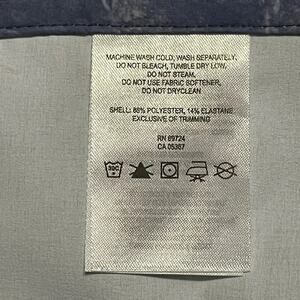 MACHINE WASH COLD, WASH SEPARATELY.
DO NOT BLEACH, TUMBLE DRY LOW.
DO NOT STEAM.
DO NOT USE FABRIC SOFTENER.
DO NOT DRYCLEAN
SHELL: 86% POLYESTER, 14% ELASTANE
EXCLUSIVE OF TRIMMING
RN 89724
CA 05367
30C